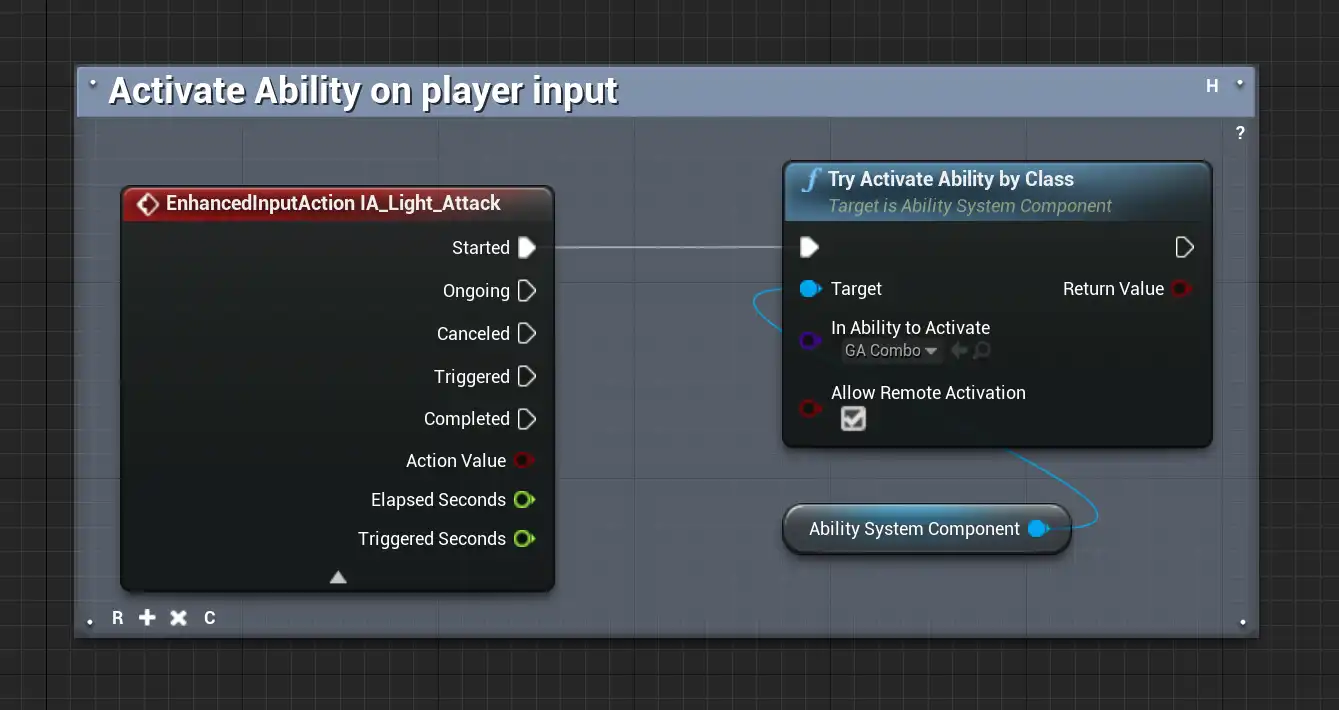 Activate Ability on player input
H
?
EnhancedInputAction IA_Light_Attack
Started
Ongoing
Canceled
Triggered
Completed
Action Value
Elapsed Seconds
Triggered Seconds
f Try Activate Ability by Class
Target is Ability System Component
Target
Return Value
In Ability to Activate
GA Combo
Allow Remote Activation
Ability System Component
R
C